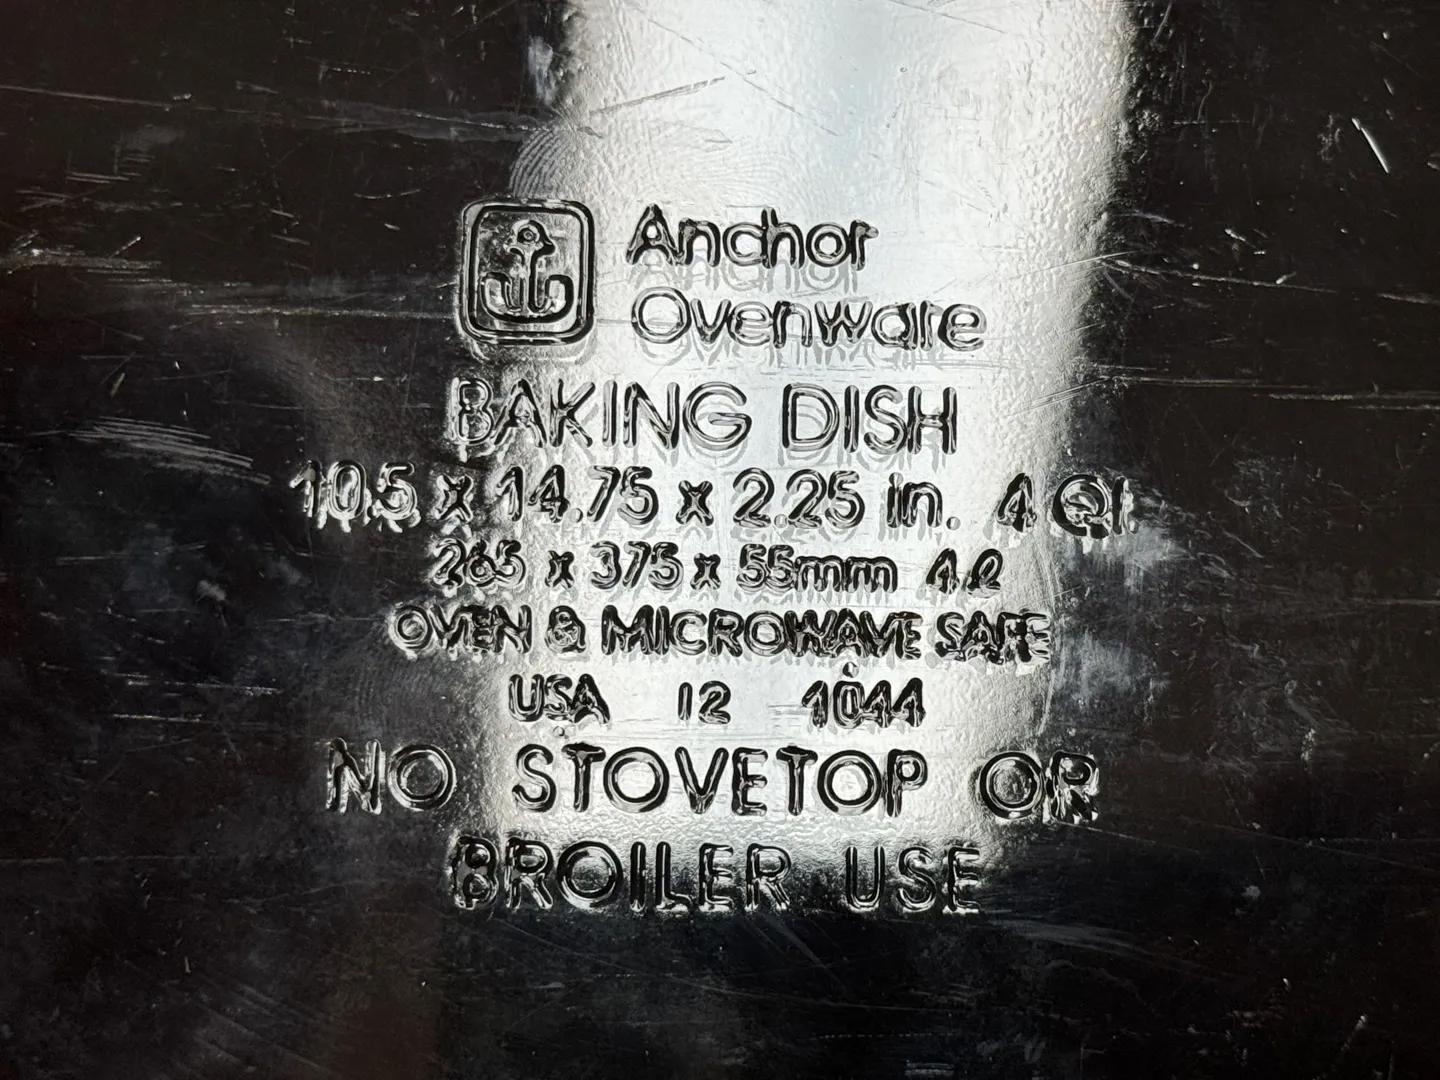 Anchor
Ovenware
BAKING DISH
10.5 x 14.75 x 2.25 in. 4 Qt.
265 x 375 x 55mm 4ℓ
OVEN & MICROWAVE SAFE
USA 12 1044
NO STOVETOP OR
BROILER USE